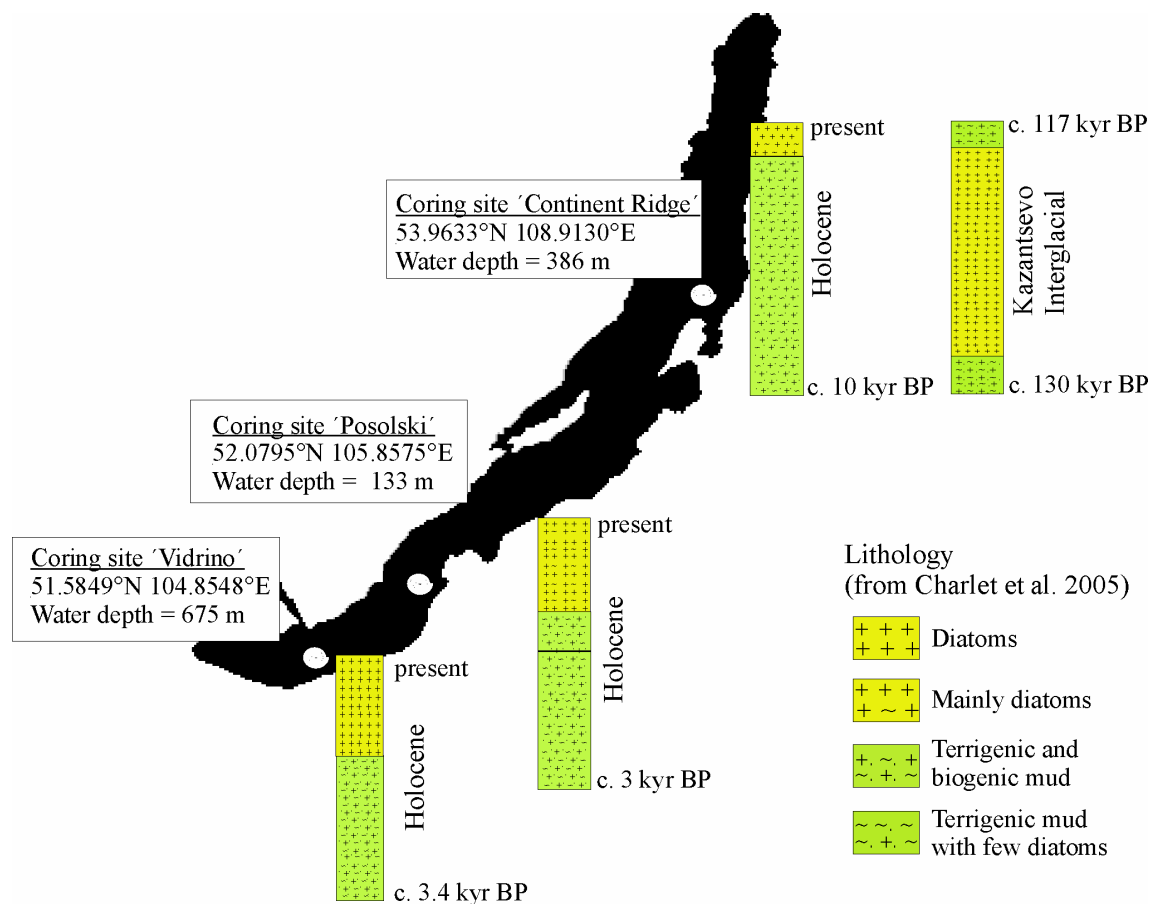 present
c. 117 kyr BP
Coring site ´Continent Ridge´
53.9633°N 108.9130°E
Water depth = 386 m
Holocene
Kazantsevo
Interglacial
c. 10 kyr BP
c. 130 kyr BP
Coring site ´Posolski´
52.0795°N 105.8575°E
Water depth =  133 m
present
Coring site ´Vidrino´
51.5849°N 104.8548°E
Water depth = 675 m
Holocene
present
Holocene
c. 3 kyr BP
c. 3.4 kyr BP
Lithology
(from Charlet et al. 2005)
Diatoms
Mainly diatoms
Terrigenic and
biogenic mud
Terrigenic mud
with few diatoms